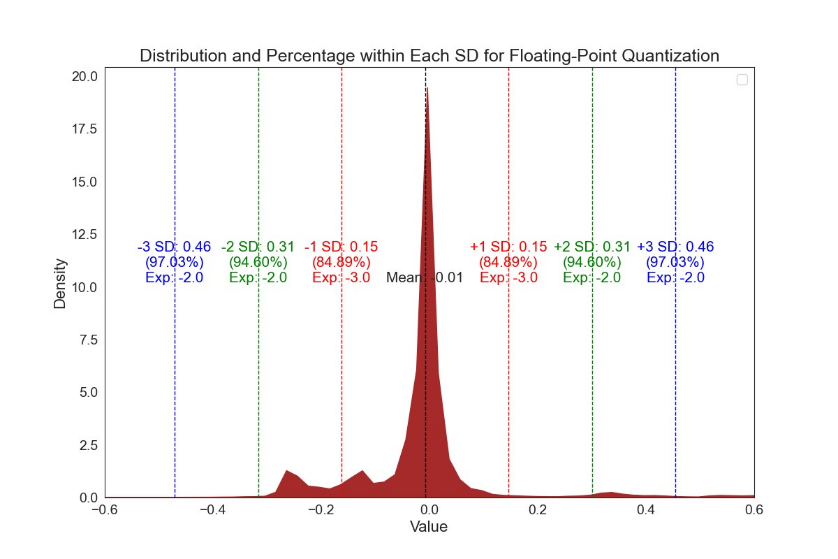 Distribution and Percentage within Each SD for Floating-Point Quantization
20.0
17.5
15.0
12.5
10.0
7.5
5.0
2.5
0.0
Density
-3 SD: 0.46
(97.03%)
Exp: -2.0
-2 SD: 0.31
(94.60%)
Exp: -2.0
-1 SD: 0.15
(84.89%)
Exp: -3.0
Mean: -0.01
+1 SD: 0.15
(84.89%)
Exp: -3.0
+2 SD: 0.31
(94.60%)
Exp: -2.0
+3 SD: 0.46
(97.03%)
Exp: -2.0
−0.6 −0.4 −0.2 0.0 0.2 0.4 0.6
Value